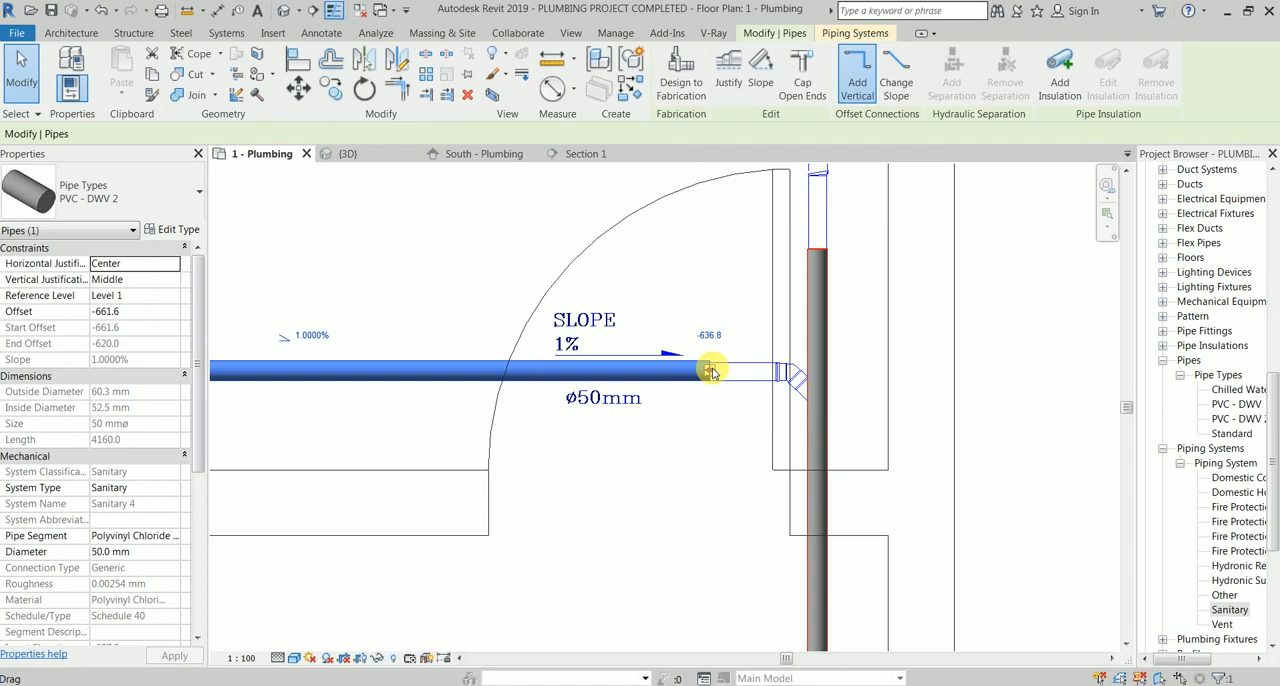 Autodesk Revit 2019 - PLUMBING PROJECT COMPLETED - Floor Plan: 1 - Plumbing
Type a keyword or phrase
Sign In
File Architecture Structure Steel Systems Insert Annotate Analyze Massing & Site Collaborate View Manage Add-Ins V-Ray Modify | Pipes Plumbing Systems
Modify Paste Cope Cut Join Design to Fabrication Justify Slope Cap Open Ends Add Vertical Change Slope Add Separation Remove Separation Add Insulation Edit Insulation Remove Insulation
Select Properties Clipboard Geometry Modify View Measure Create Fabrication Edit Offset Connections Hydraulic Separation Pipe Insulation
Modify | Pipes
Properties
Pipe Types
PVC - DWV 2
Pipes (1)
Edit Type
Constraints
Horizontal Justifi... Center
Vertical Justificati... Middle
Reference Level Level 1
Offset -661.6
Start Offset -661.6
End Offset -620.0
Slope 1.0000%
Dimensions
Outside Diameter 60.3 mm
Inside Diameter 52.5 mm
Size 50 mmø
Length 4160.0
Mechanical
System Classifica... Sanitary
System Type Sanitary
System Name Sanitary 4
System Abbreviat...
Pipe Segment Polyvinyl Chloride ...
Diameter 50.0 mm
Connection Type Generic
Roughness 0.00254 mm
Material Polyvinyl Chlori...
Schedule/Type Schedule 40
Segment Descrip...
Properties help
Apply
Drag
1 - Plumbing
{3D}
South - Plumbing
Section 1
1.0000%
SLOPE
1%
-636.8
ø50mm
1 : 100
:0
Main Model
:1
Project Browser - PLUMBI...
Duct Systems
Ducts
Electrical Equipmen
Electrical Fixtures
Flex Ducts
Flex Pipes
Floors
Lighting Devices
Lighting Fixtures
Mechanical Equipm
Pattern
Pipe Fittings
Pipe Insulations
Pipes
Pipe Types
Chilled Wate
PVC - DWV
PVC - DWV 2
Standard
Piping Systems
Piping System
Domestic Co
Domestic Ho
Fire Protectio
Fire Protectio
Fire Protectio
Fire Protectio
Hydronic Re
Hydronic Su
Other
Sanitary
Vent
Plumbing Fixtures